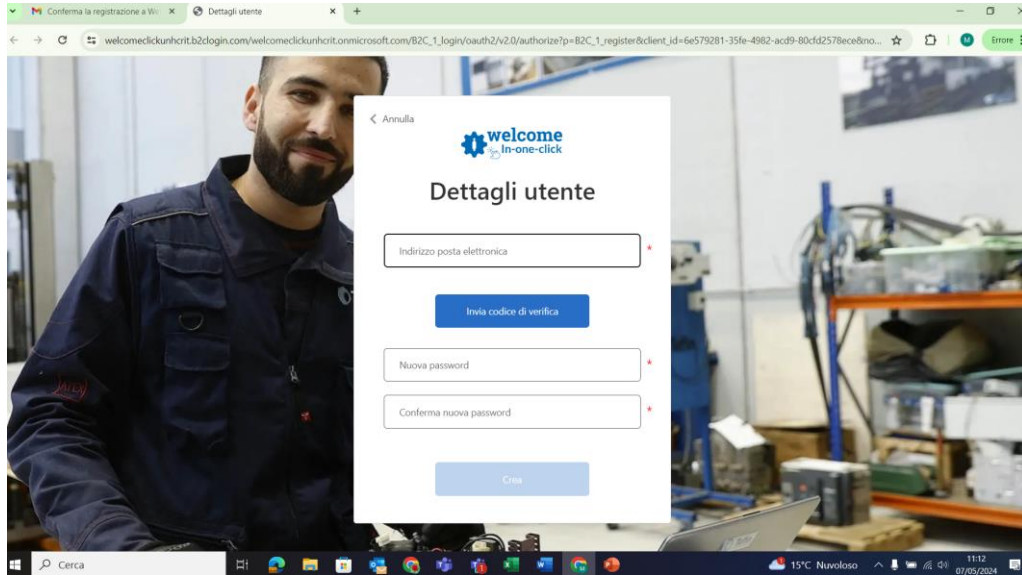 Conferma la registrazione a We
Dettagli utente
welcomeclickunhcrit.b2clogin.com/welcomeclickunhcrit.onmicrosoft.com/B2C_1_login/oauth2/v2.0/authorize?p=B2C_1_register&client_id=6e579281-35fe-4982-acd9-80cfd2578ece&no...
M
Errore
Annulla
welcome
In-one-click
Dettagli utente
Indirizzo posta elettronica
*
Invia codice di verifica
Nuova password
*
Conferma nuova password
*
Crea
Cerca
15°C Nuvoloso
11:12
07/05/2024